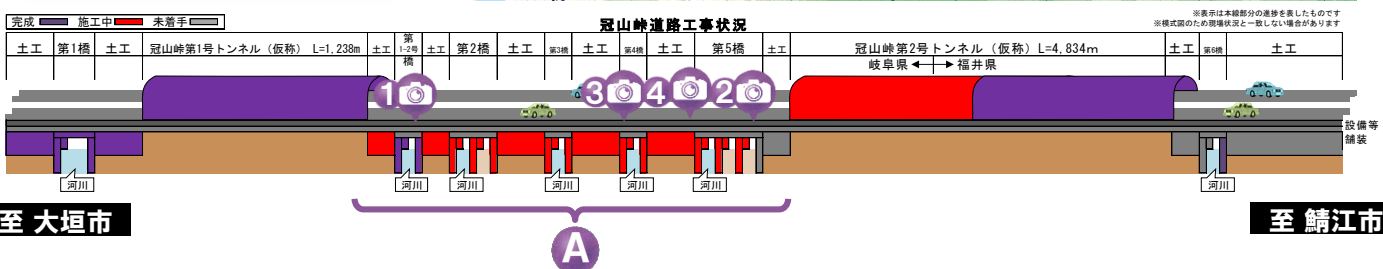 完成 施工中 未着手
冠山峠道路工事状況
※表示は本線部分の進捗を表したものです
※模式図のため現場状況と一致しない場合があります
土工 第1橋 土工 冠山峠第1号トンネル（仮称） L=1,238m 土工 第1-2号橋 土工 第2橋 土工 第3橋 土工 第4橋 土工 第5橋 土工 冠山峠第2号トンネル（仮称）L=4,834m 土工 第6橋 土工
岐阜県 福井県
1 3 4 2
設備等
舗装
河川 河川 河川 河川 河川 河川 河川
至 大垣市
至 鯖江市
A